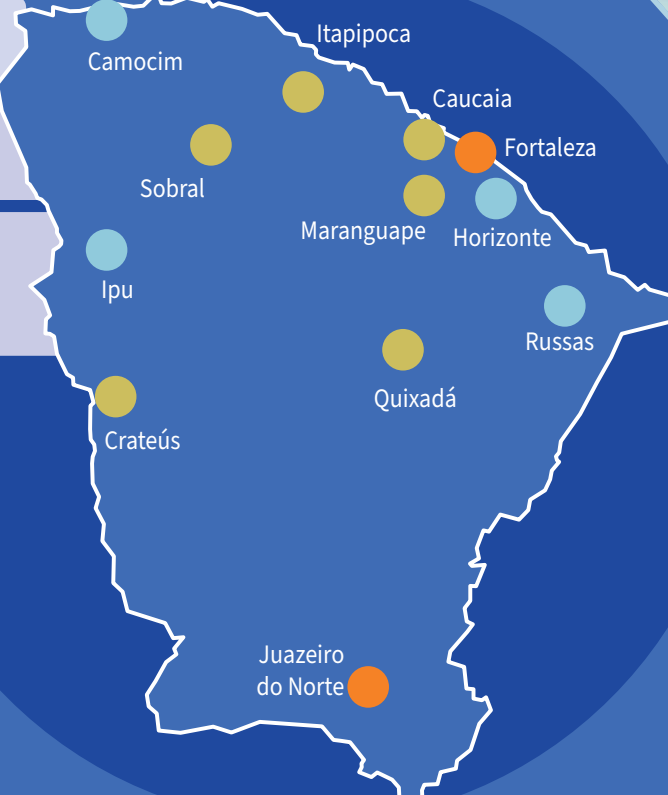 Itapipoca
Camocim
Caucaia
Fortaleza
Sobral
Maranguape
Horizonte
Ipu
Russas
Quixadá
Crateús
Juazeiro
do Norte